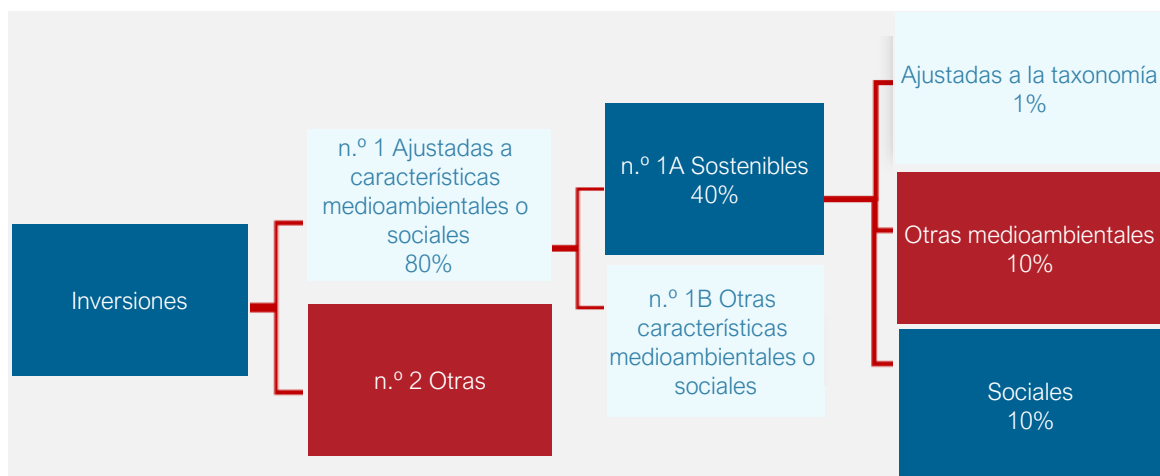 Inversiones
n.º 1 Ajustadas a
características
medioambientales o
sociales
80%
n.º 2 Otras
n.º 1A Sostenibles
40%
n.º 1B Otras
características
medioambientales o
sociales
Ajustadas a la taxonomía
1%
Otras medioambientales
10%
Sociales
10%